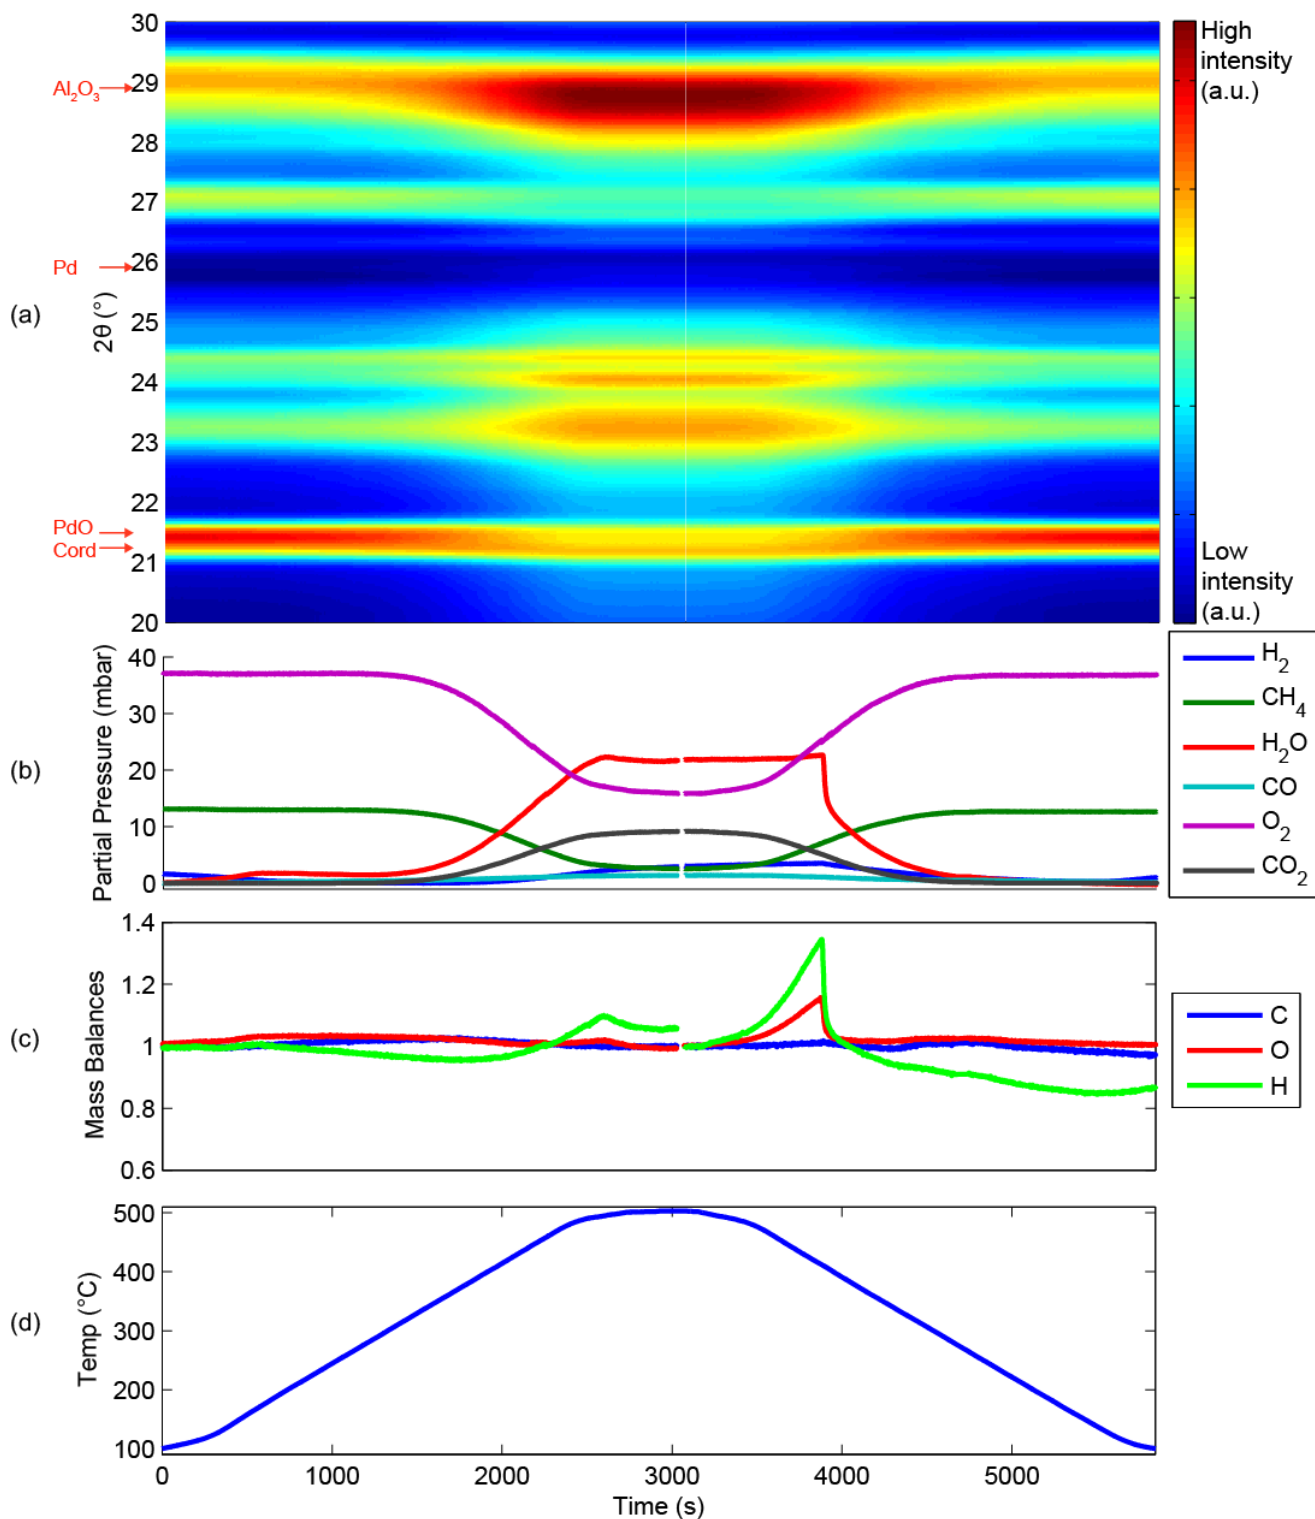 (a)
2θ (°)
30
29
28
27
26
25
24
23
22
21
20
Al₂O₃
Pd
PdO
Cord
High
intensity
(a.u.)
Low
intensity
(a.u.)
(b)
Partial Pressure (mbar)
40
30
20
10
0
H₂
CH₄
H₂O
CO
O₂
CO₂
(c)
Mass Balances
1.4
1.2
1
0.8
0.6
C
O
H
(d)
Temp (°C)
500
400
300
200
100
0 1000 2000 3000 4000 5000
Time (s)